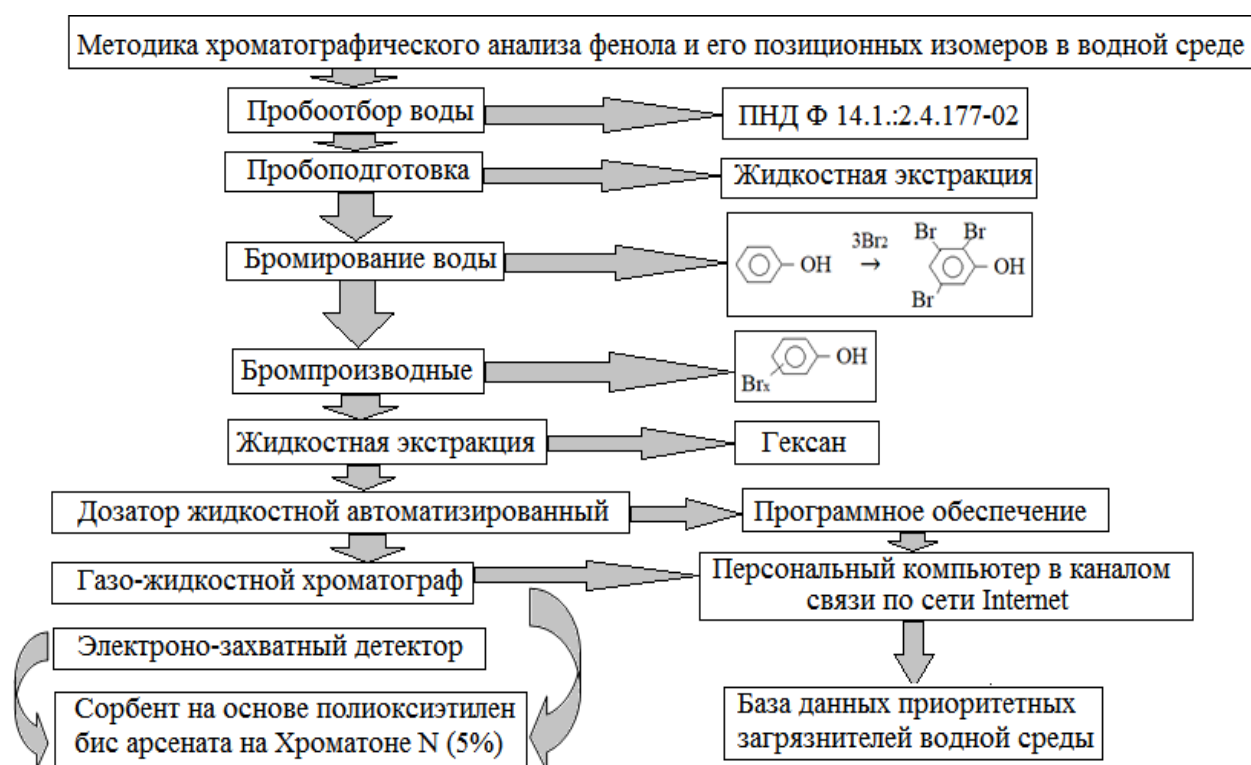 Методика хроматографического анализа фенола и его позиционных изомеров в водной среде
Пробоотбор воды
ПНД Ф 14.1.:2.4.177-02
Пробоподготовка
Жидкостная экстракция
Бромирование воды
OH
3Br₂
→
Br
Br
OH
Br
Бромпроизводные
OH
Brₓ
Жидкостная экстракция
Гексан
Дозатор жидкостной автоматизированный
Программное обеспечение
Газо-жидкостной хроматограф
Персональный компьютер в каналом
связи по сети Internet
Электроно-захватный детектор
Сорбент на основе полиоксиэтилен
бис арсената на Хроматоне N (5%)
База данных приоритетных
загрязнителей водной среды